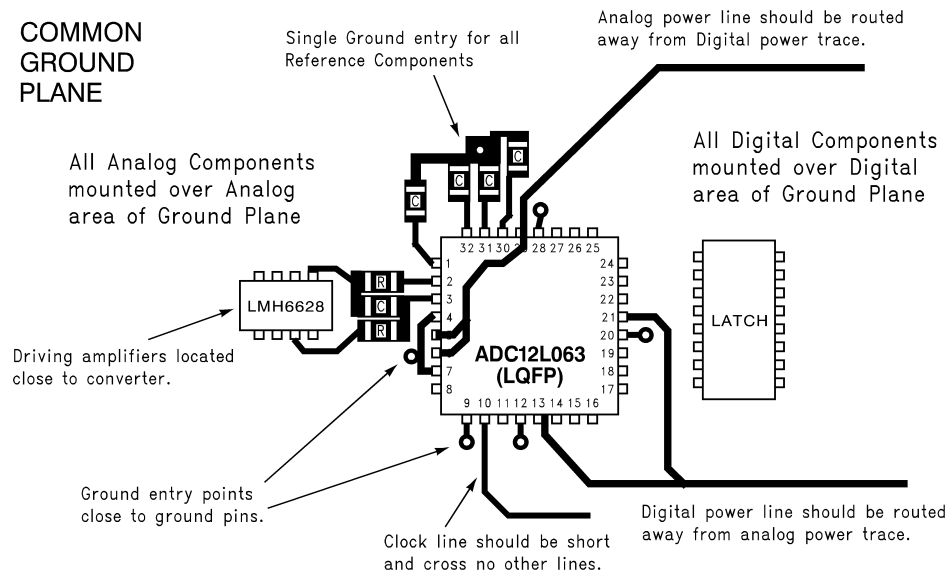 COMMON
GROUND
PLANE
Single Ground entry for all
Reference Components
Analog power line should be routed
away from Digital power trace.
All Analog Components
mounted over Analog
area of Ground Plane
All Digital Components
mounted over Digital
area of Ground Plane
C
C
C
C
32 31 30 28 27 26 25
1
2
3
4
7
8
24
23
22
21
20
19
18
17
R
C
R
LMH6628
LATCH
ADC12L063
(LQFP)
9 10 11 12 13 14 15 16
Driving amplifiers located
close to converter.
Ground entry points
close to ground pins.
Clock line should be short
and cross no other lines.
Digital power line should be routed
away from analog power trace.